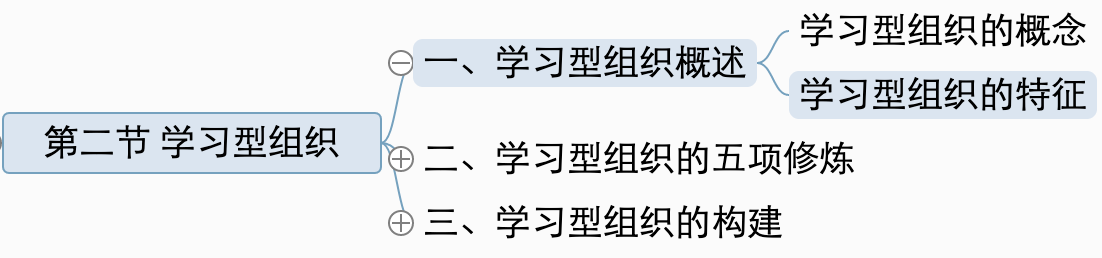 第二节 学习型组织
一、学习型组织概述
学习型组织的概念
学习型组织的特征
二、学习型组织的五项修炼
三、学习型组织的构建